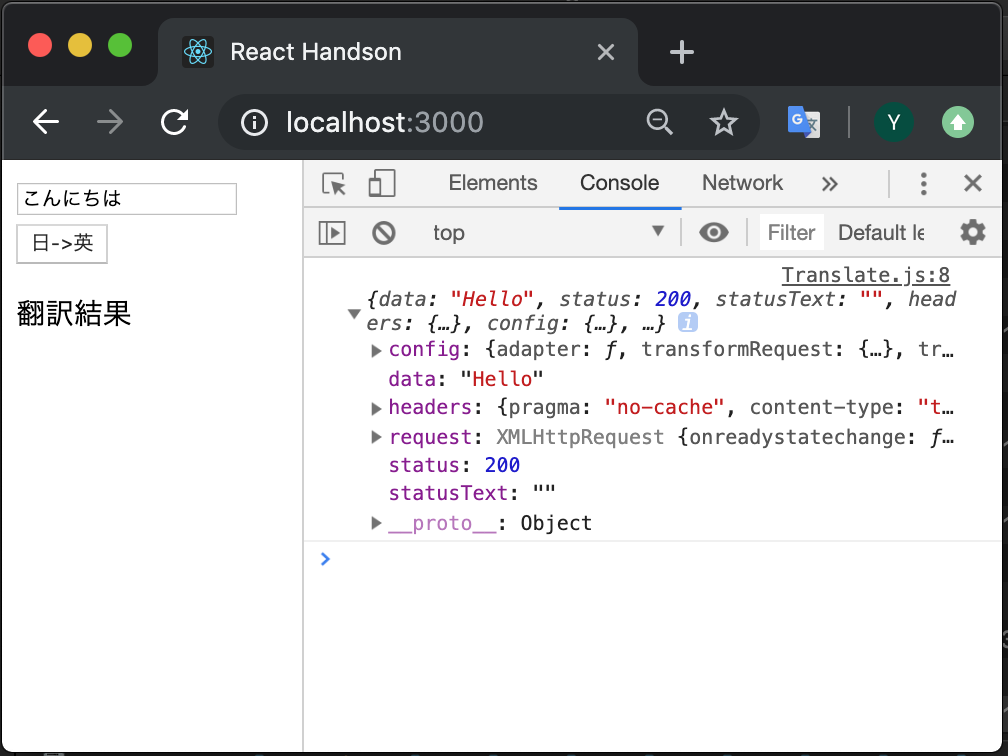 React Handson
localhost:3000
Y
こんにちは
日->英
翻訳結果
Elements Console Network »
top Filter Default le
Translate.js:8
{data: "Hello", status: 200, statusText: "", head
ers: {…}, config: {…}, …} i
config: {adapter: ƒ, transformRequest: {…}, tr…
data: "Hello"
headers: {pragma: "no-cache", content-type: "t…
request: XMLHttpRequest {onreadystatechange: ƒ…
status: 200
statusText: ""
__proto__: Object